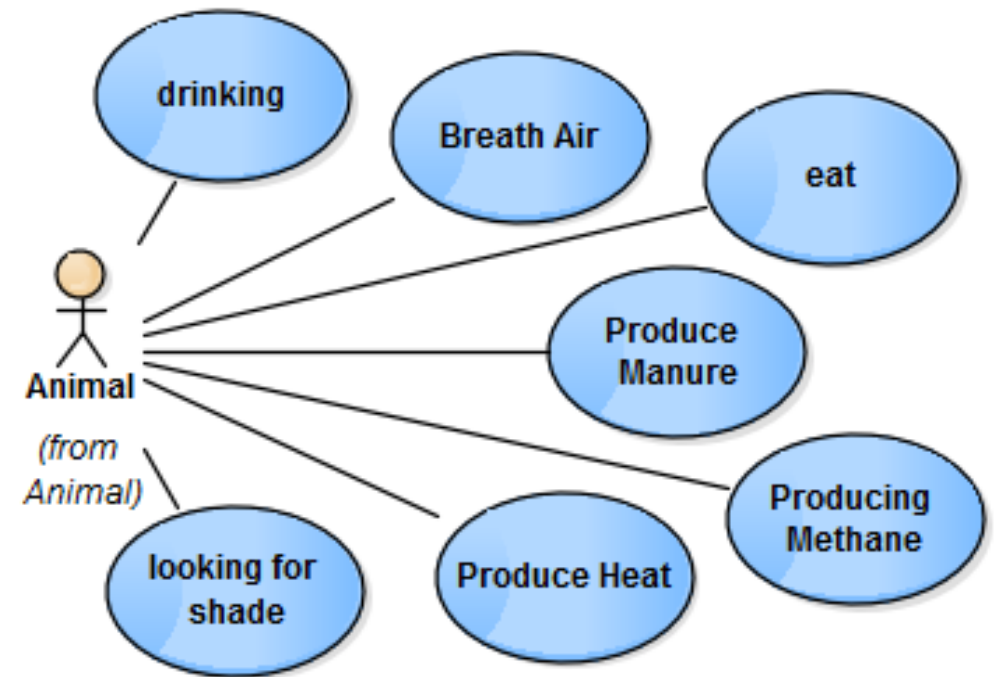 drinking
Breath Air
eat
Produce
Manure
Animal
(from
Animal)
Producing
Methane
looking for
shade
Produce Heat